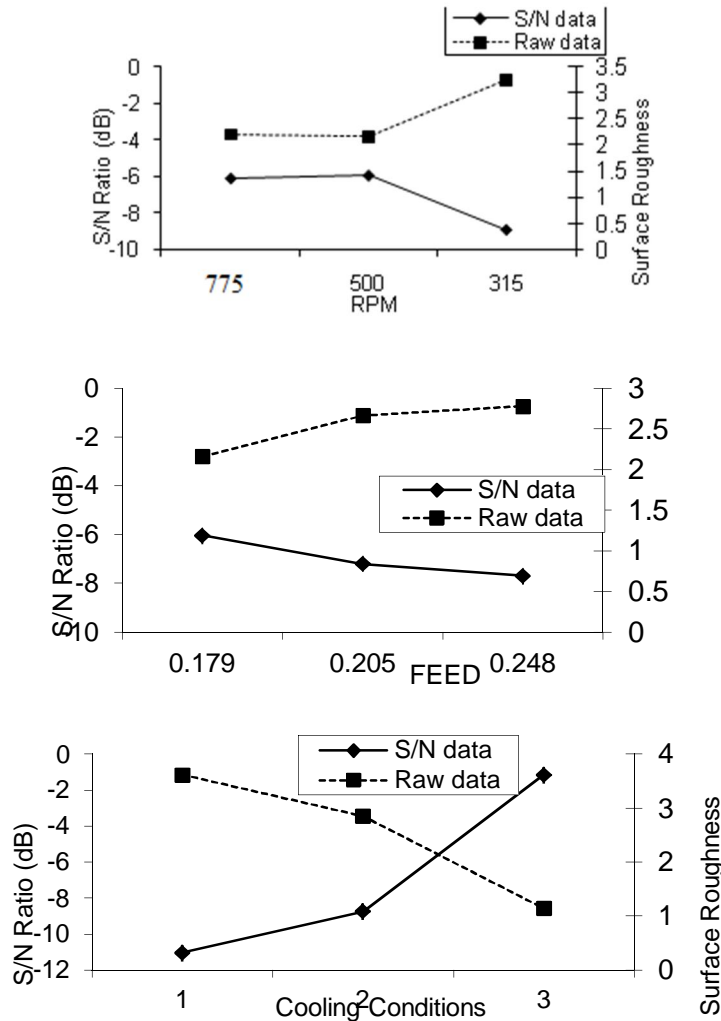 S/N data
Raw data
S/N Ratio (dB)
0
-2
-4
-6
-8
-10
3.5
3
2.5
2
1.5
1
0.5
0
Surface Roughness
775 500 315
RPM
S/N Ratio (dB)
0
-2
-4
-6
-8
-10
3
2.5
2
1.5
1
0.5
0
S/N data
Raw data
0.179 0.205 0.248
FEED
S/N Ratio (dB)
0
-2
-4
-6
-8
-10
-12
4
3
2
1
0
Surface Roughness
S/N data
Raw data
1 2 3
Cooling Conditions